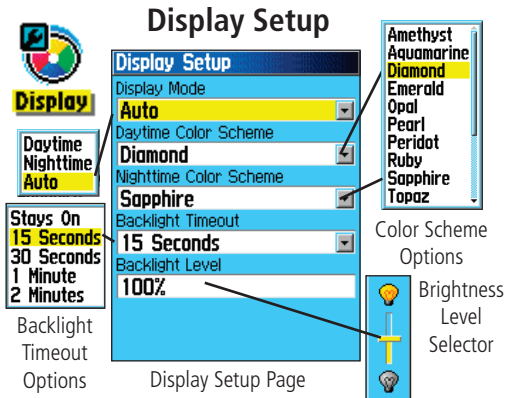 Display Setup
Display
Daytime
Nighttime
Auto
Stays On
15 Seconds
30 Seconds
1 Minute
2 Minutes
Backlight
Timeout
Options
Display Setup
Display Mode
Auto
Daytime Color Scheme
Diamond
Nighttime Color Scheme
Sapphire
Backlight Timeout
15 Seconds
Backlight Level
100%
Display Setup Page
Amethyst
Aquamarine
Diamond
Emerald
Opal
Pearl
Peridot
Ruby
Sapphire
Topaz
Color Scheme
Options
Brightness
Level
Selector